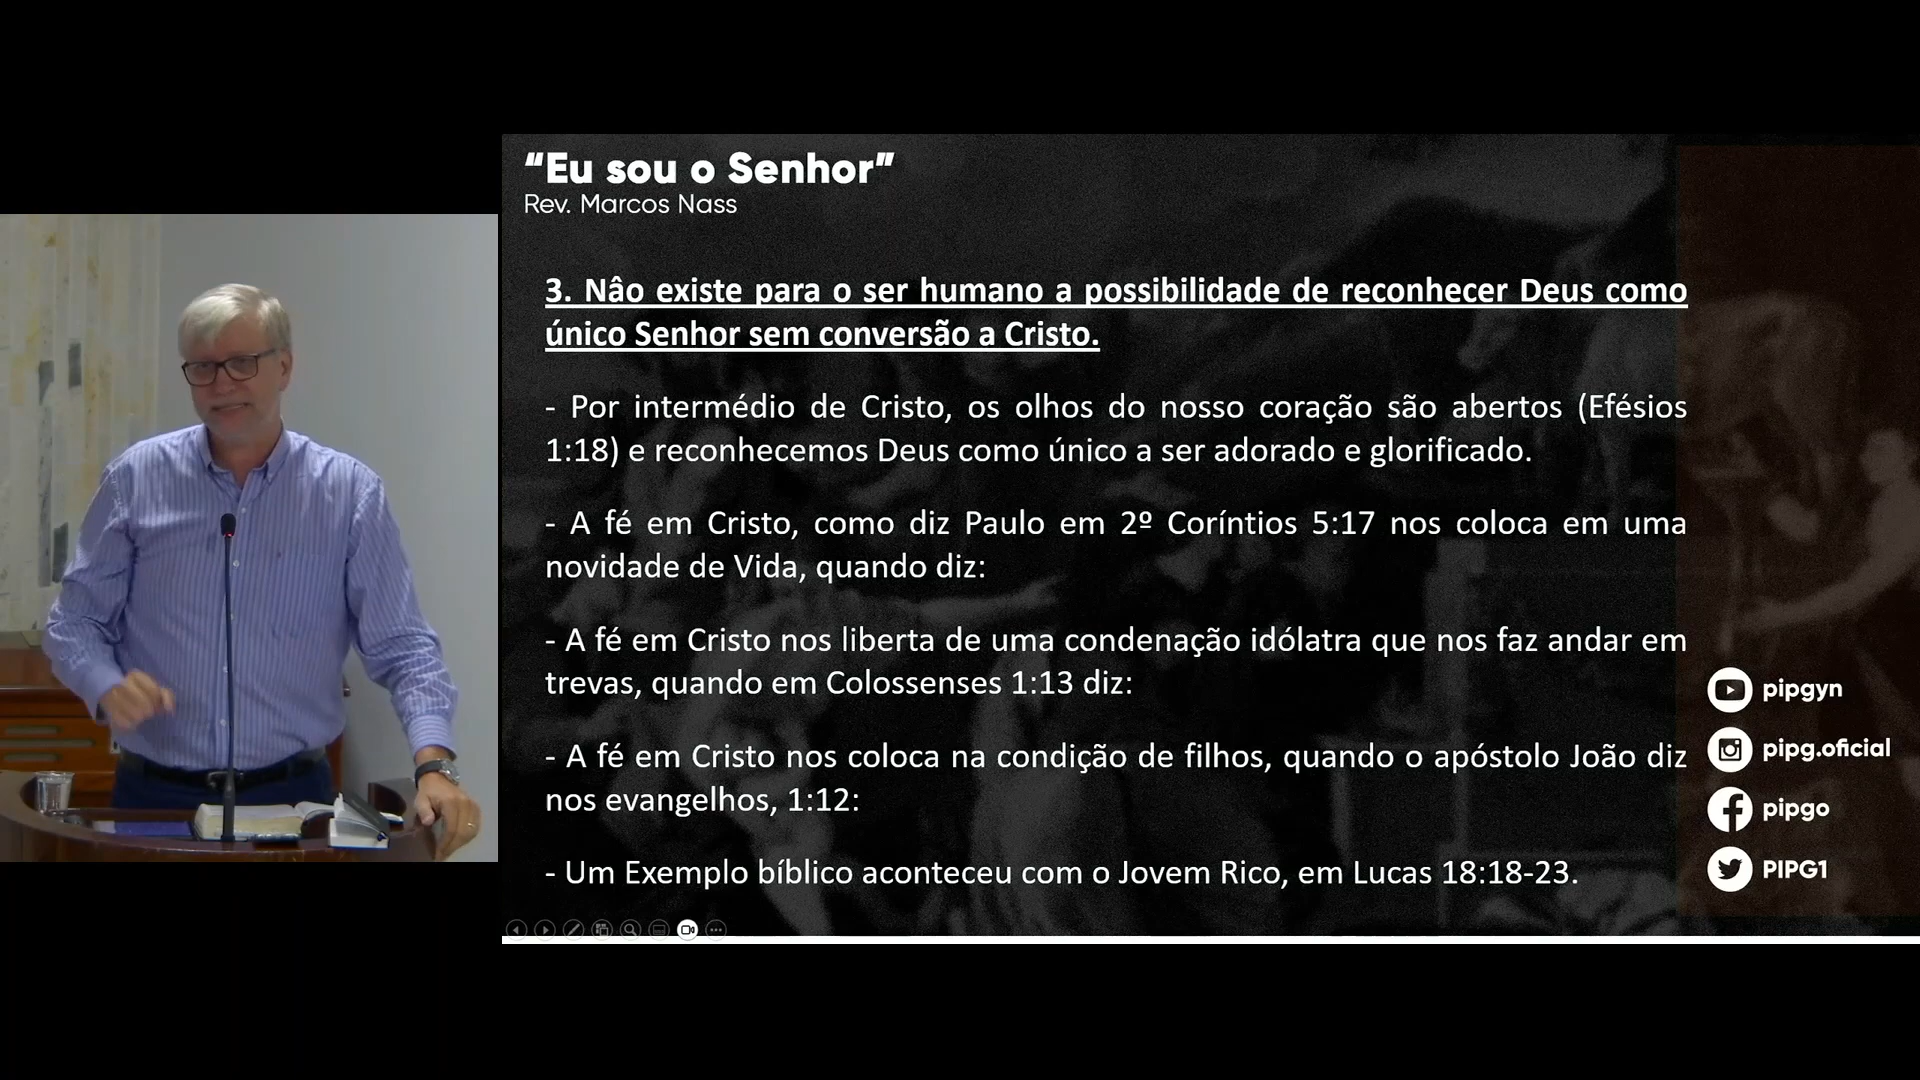 “Eu sou o Senhor”
Rev. Marcos Nass
3. Nâo existe para o ser humano a possibilidade de reconhecer Deus como
único Senhor sem conversão a Cristo.
- Por intermédio de Cristo, os olhos do nosso coração são abertos (Efésios
1:18) e reconhecemos Deus como único a ser adorado e glorificado.
- A fé em Cristo, como diz Paulo em 2º Coríntios 5:17 nos coloca em uma
novidade de Vida, quando diz:
- A fé em Cristo nos liberta de uma condenação idólatra que nos faz andar em
trevas, quando em Colossenses 1:13 diz:
- A fé em Cristo nos coloca na condição de filhos, quando o apóstolo João diz
nos evangelhos, 1:12:
- Um Exemplo bíblico aconteceu com o Jovem Rico, em Lucas 18:18-23.
pipgyn
pipg.oficial
pipgo
PIPG1